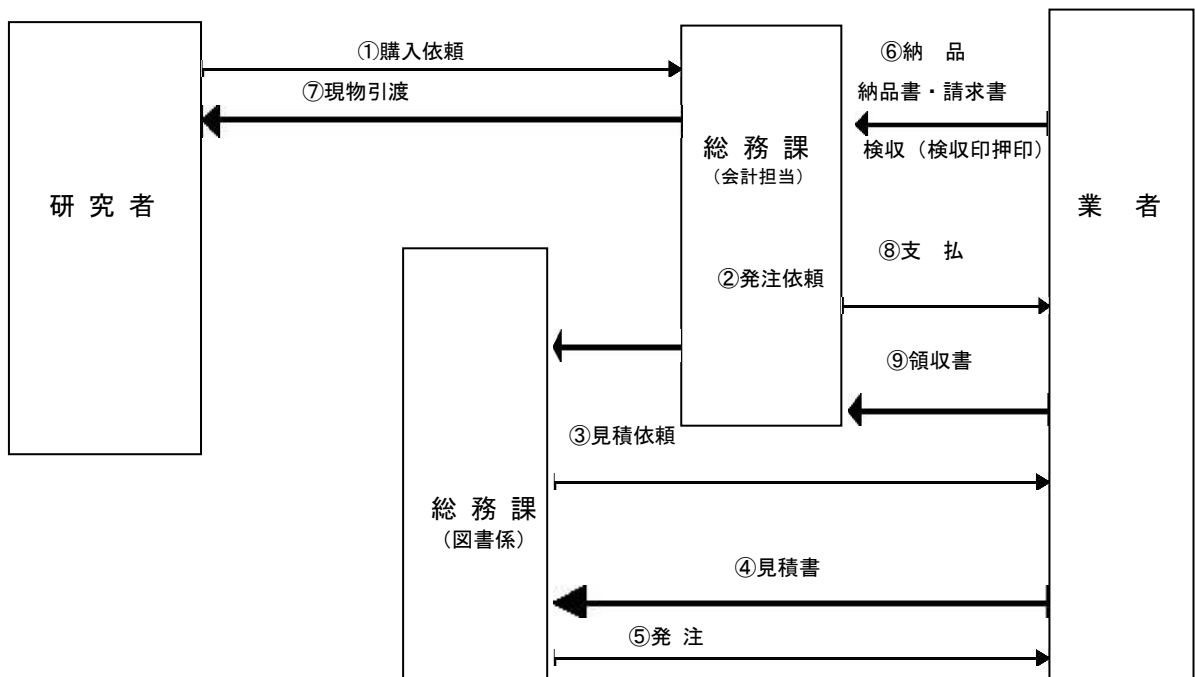 ①購入依頼
⑥納　品
⑦現物引渡
納品書・請求書
総 務 課
（会計担当）
検収（検収印押印）
研 究 者
業　者
②発注依頼
⑧支　払
⑨領収書
③見積依頼
総 務 課
（図書係）
④見積書
⑤発 注